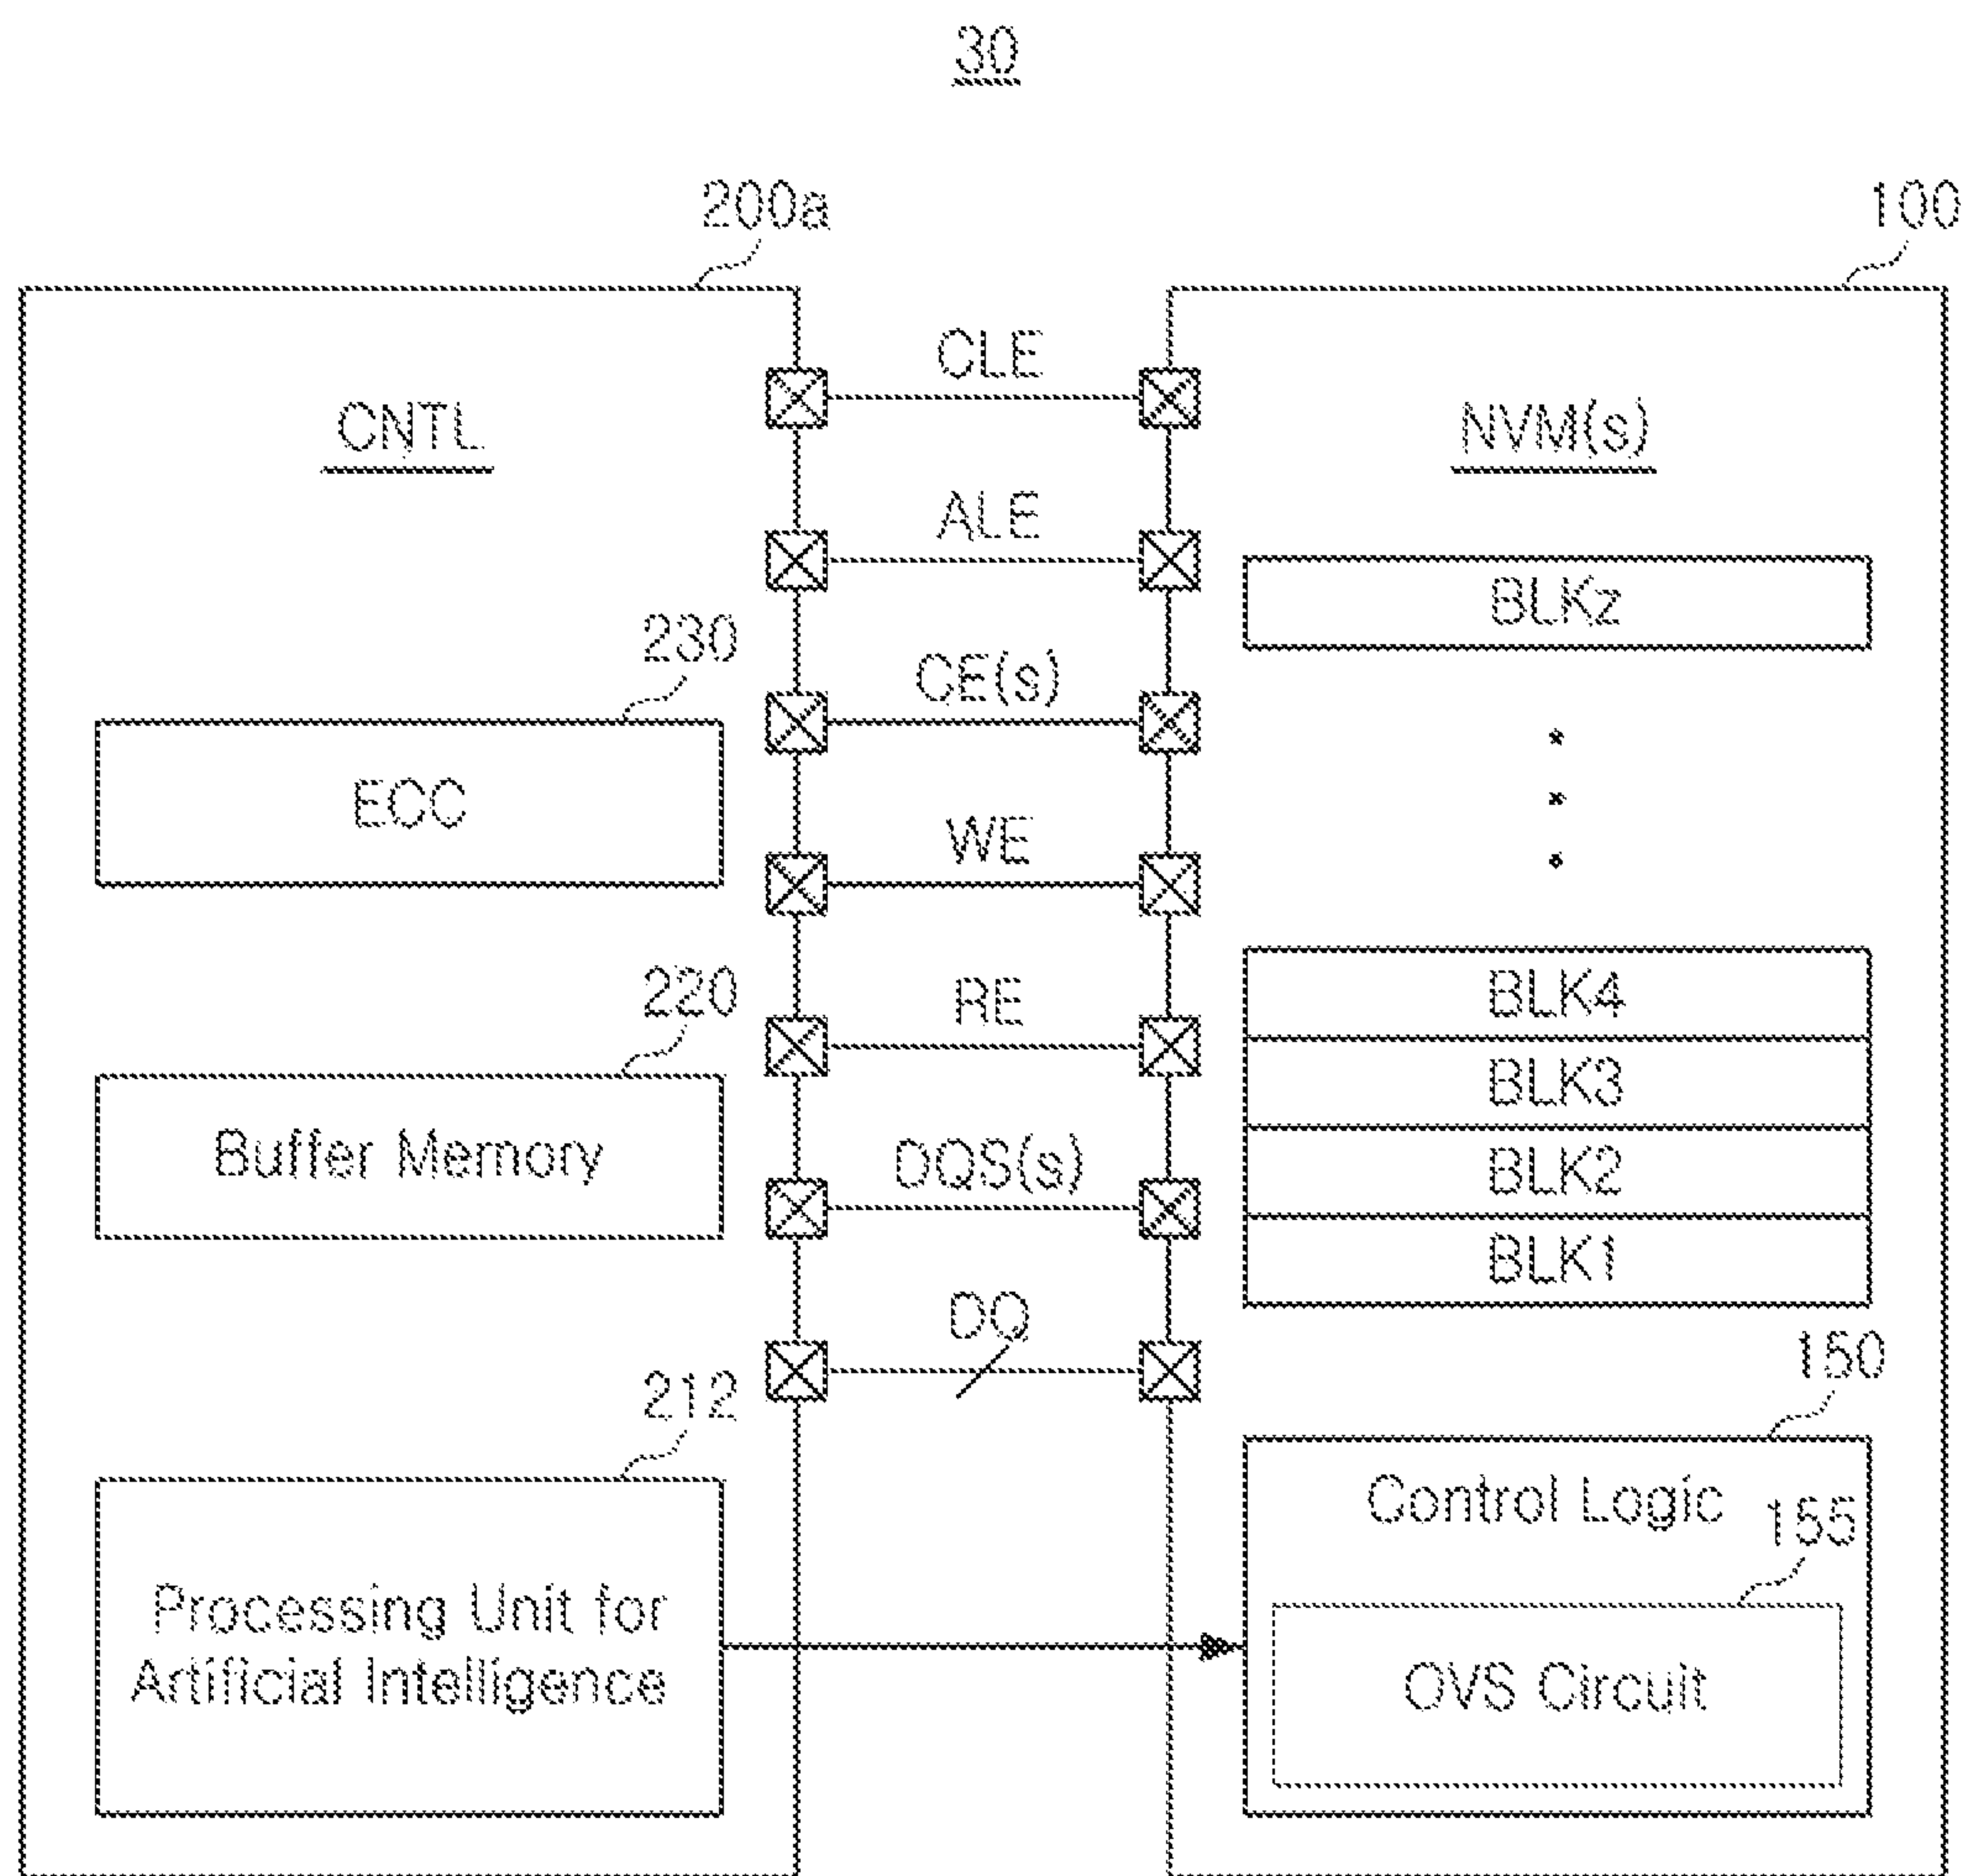 30
200a
100
CLE
CNTL
NVM(s)
ALE
BLKz
230
CE(s)
ECC
WE
220
RE
BLK4
BLK3
Buffer Memory
DQS(s)
BLK2
BLK1
DQ
212
150
Control Logic
155
Processing Unit for
Artificial Intelligence
OVS Circuit